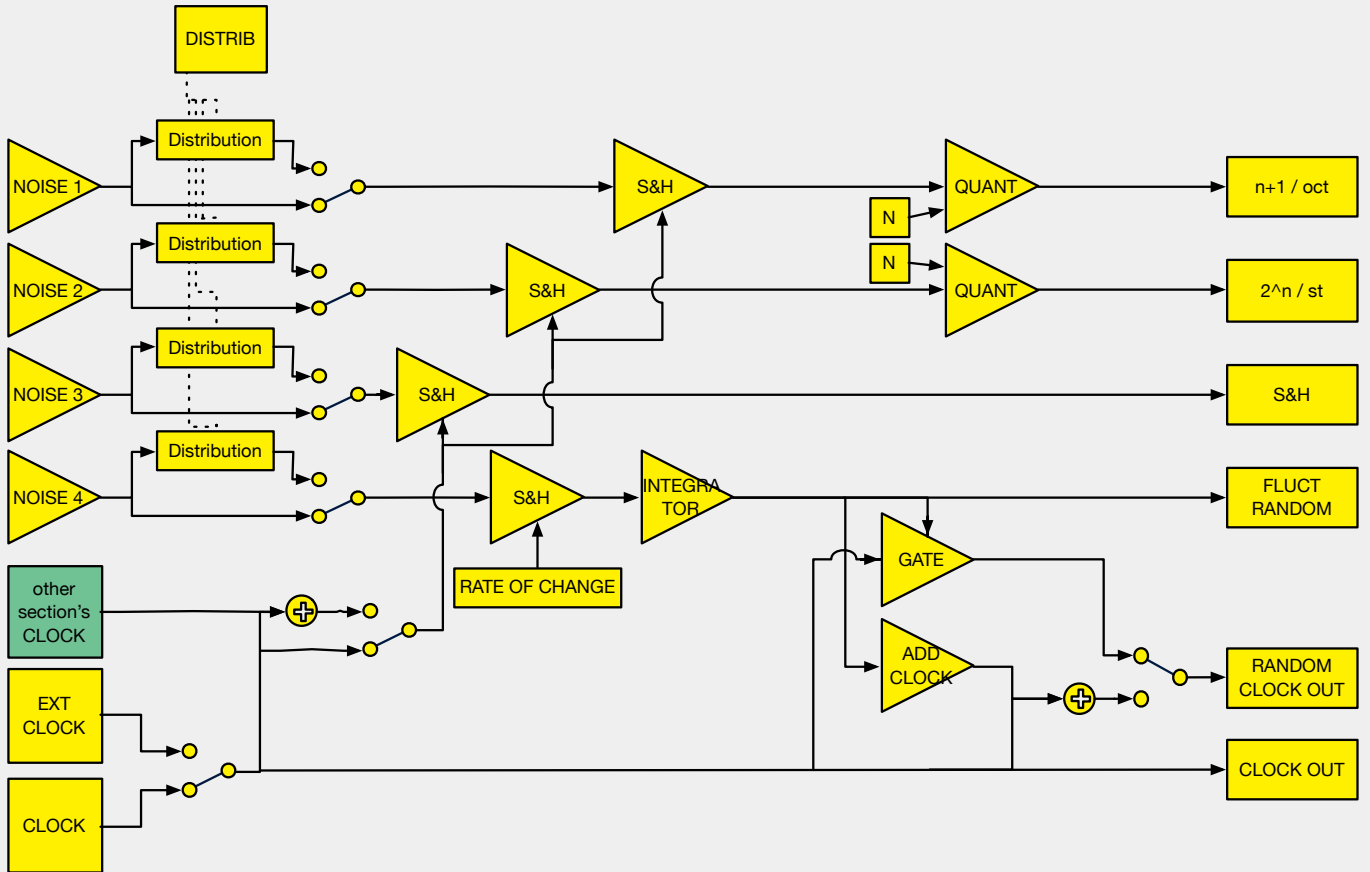 DISTRIB
Distribution
NOISE 1
S&H
QUANT
n+1 / oct
N
Distribution
NOISE 2
S&H
N
QUANT
2^n / st
Distribution
NOISE 3
S&H
S&H
Distribution
NOISE 4
S&H
INTEGRA
TOR
FLUCT
RANDOM
GATE
RATE OF CHANGE
other
section's
CLOCK
ADD
CLOCK
RANDOM
CLOCK OUT
EXT
CLOCK
CLOCK OUT
CLOCK